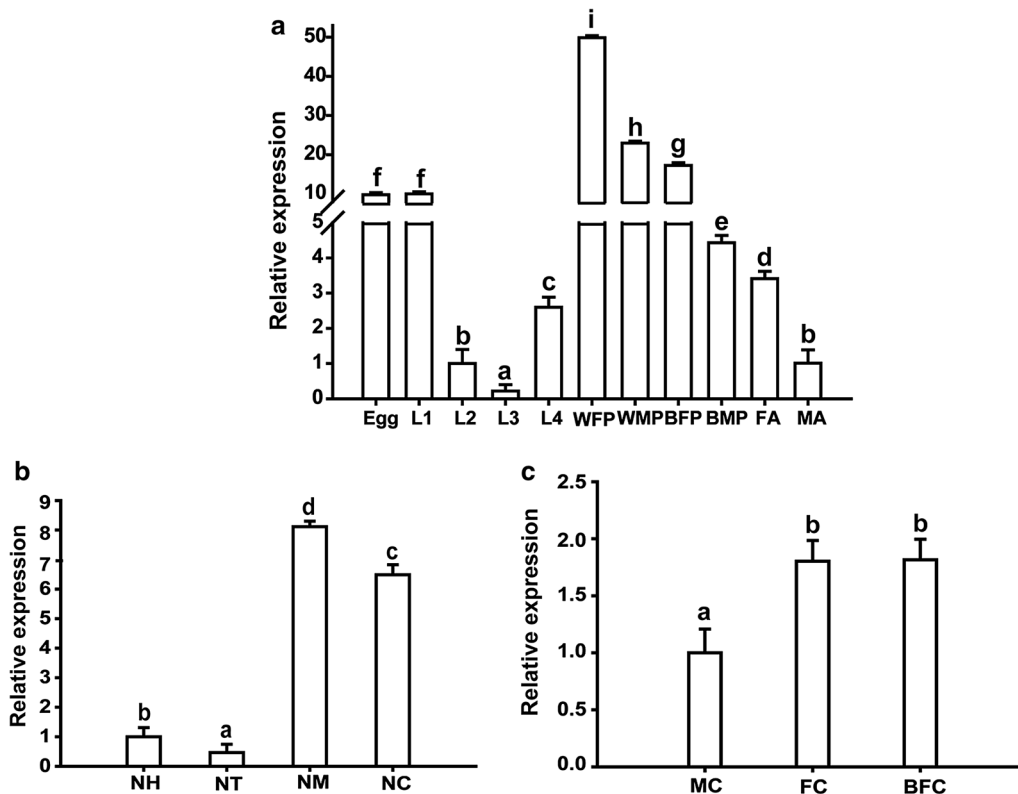 a
Relative expression
Relative expression
50
40
30
20
10
5
4
3
2
1
0
f f b a c i h g e d b
Egg L1 L2 L3 L4 WFP WMP BFP BMP FA MA
b
Relative expression
9
8
7
6
5
4
3
2
1
0
b a d c
NH NT NM NC
c
Relative expression
2.5
2.0
1.5
1.0
0.5
0.0
a b b
MC FC BFC